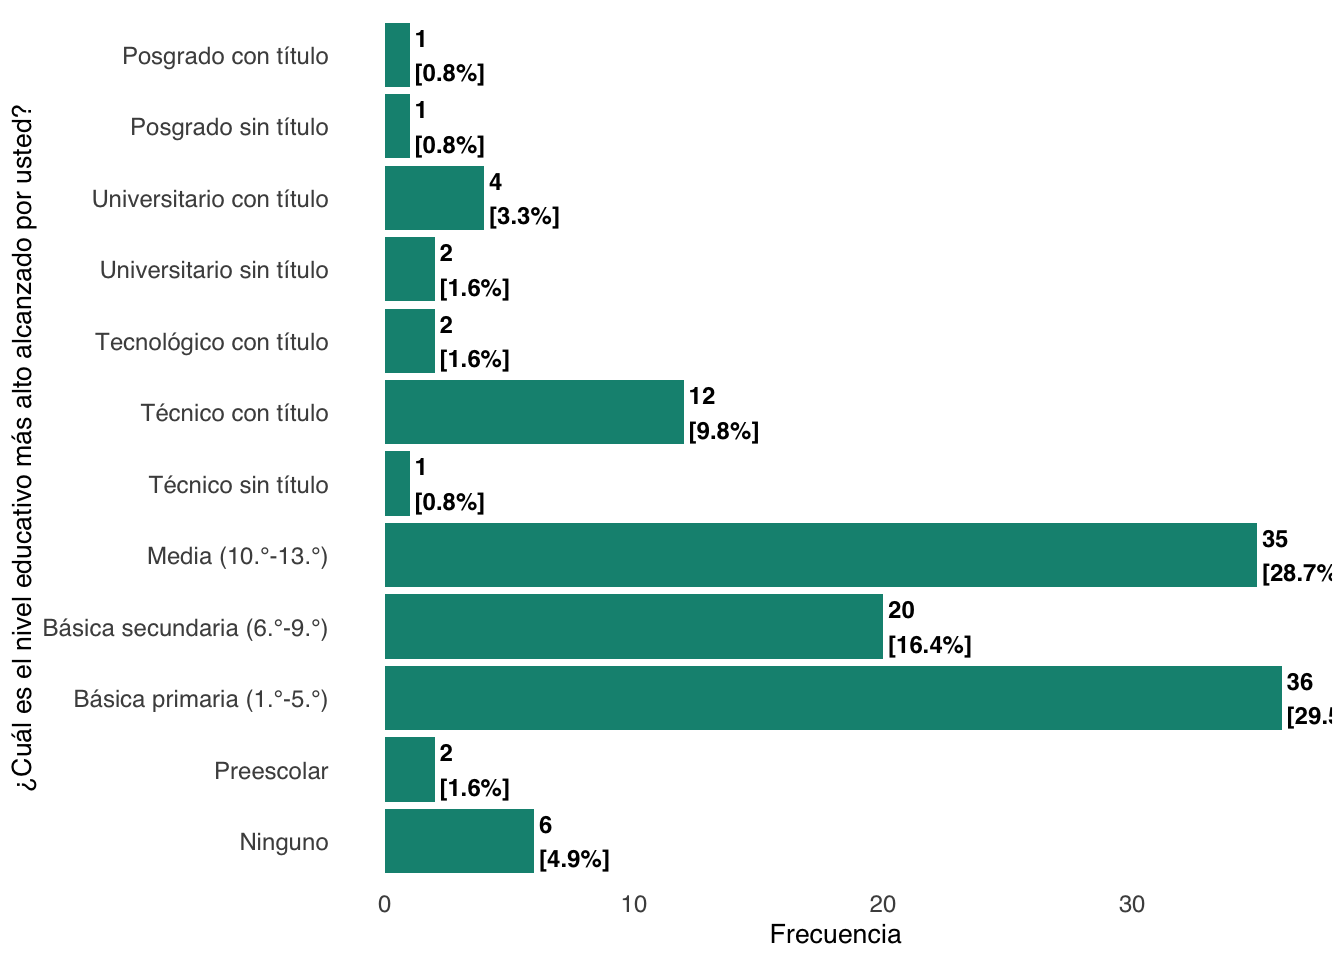 ¿Cuál es el nivel educativo más alto alcanzado por usted?
Posgrado con título
1
[0.8%]
Posgrado sin título
1
[0.8%]
Universitario con título
4
[3.3%]
Universitario sin título
2
[1.6%]
Tecnológico con título
2
[1.6%]
Técnico con título
12
[9.8%]
Técnico sin título
1
[0.8%]
Media (10.°-13.°)
35
[28.7%
Básica secundaria (6.°-9.°)
20
[16.4%]
Básica primaria (1.°-5.°)
36
[29.5
Preescolar
2
[1.6%]
Ninguno
6
[4.9%]
0 10 20 30
Frecuencia